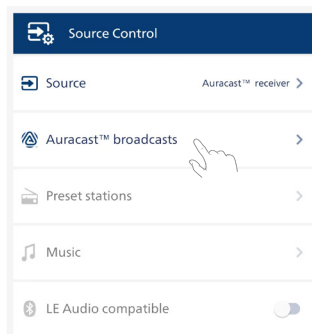 Source Control
Source Auracast™ receiver
Auracast™ broadcasts
Preset stations
Music
LE Audio compatible